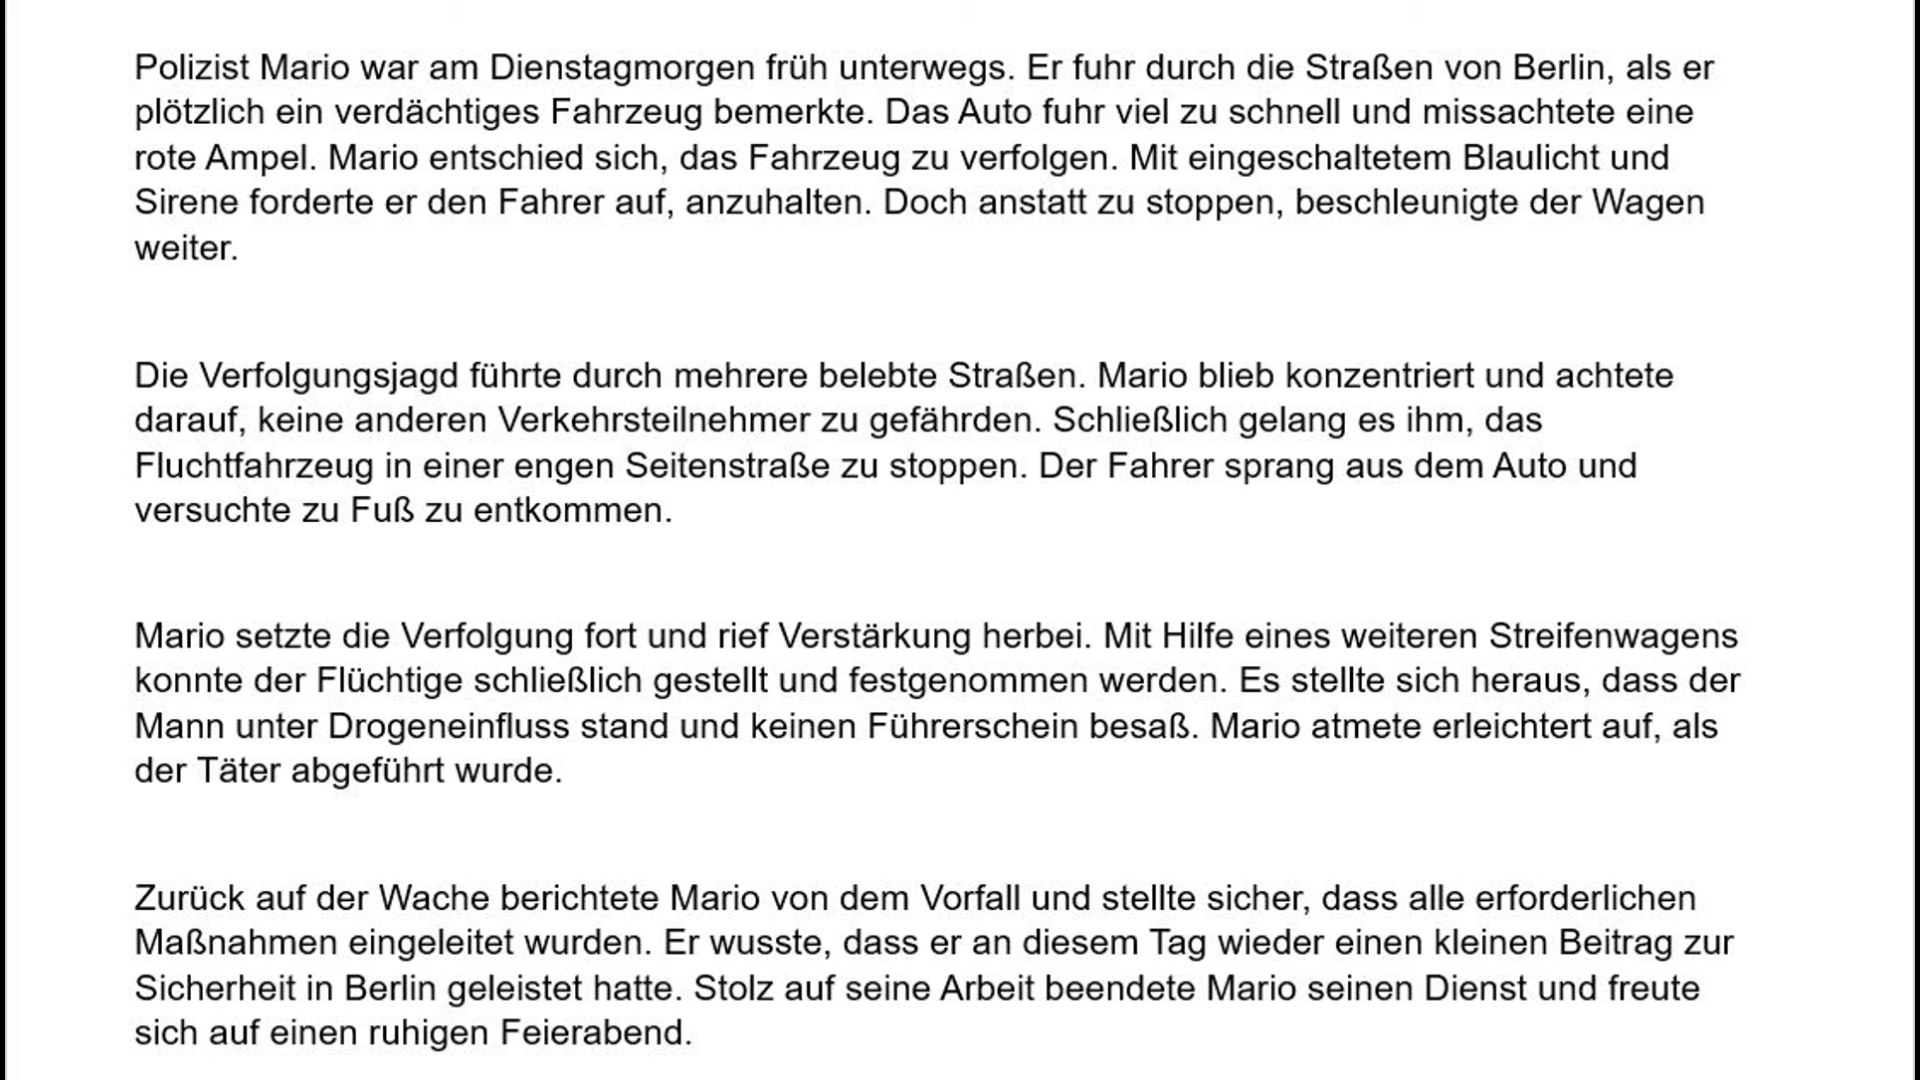 Polizist Mario war am Dienstagmorgen früh unterwegs. Er fuhr durch die Straßen von Berlin, als er
plötzlich ein verdächtiges Fahrzeug bemerkte. Das Auto fuhr viel zu schnell und missachtete eine
rote Ampel. Mario entschied sich, das Fahrzeug zu verfolgen. Mit eingeschaltetem Blaulicht und
Sirene forderte er den Fahrer auf, anzuhalten. Doch anstatt zu stoppen, beschleunigte der Wagen
weiter.
Die Verfolgungsjagd führte durch mehrere belebte Straßen. Mario blieb konzentriert und achtete
darauf, keine anderen Verkehrsteilnehmer zu gefährden. Schließlich gelang es ihm, das
Fluchtfahrzeug in einer engen Seitenstraße zu stoppen. Der Fahrer sprang aus dem Auto und
versuchte zu Fuß zu entkommen.
Mario setzte die Verfolgung fort und rief Verstärkung herbei. Mit Hilfe eines weiteren Streifenwagens
konnte der Flüchtige schließlich gestellt und festgenommen werden. Es stellte sich heraus, dass der
Mann unter Drogeneinfluss stand und keinen Führerschein besaß. Mario atmete erleichtert auf, als
der Täter abgeführt wurde.
Zurück auf der Wache berichtete Mario von dem Vorfall und stellte sicher, dass alle erforderlichen
Maßnahmen eingeleitet wurden. Er wusste, dass er an diesem Tag wieder einen kleinen Beitrag zur
Sicherheit in Berlin geleistet hatte. Stolz auf seine Arbeit beendete Mario seinen Dienst und freute
sich auf einen ruhigen Feierabend.